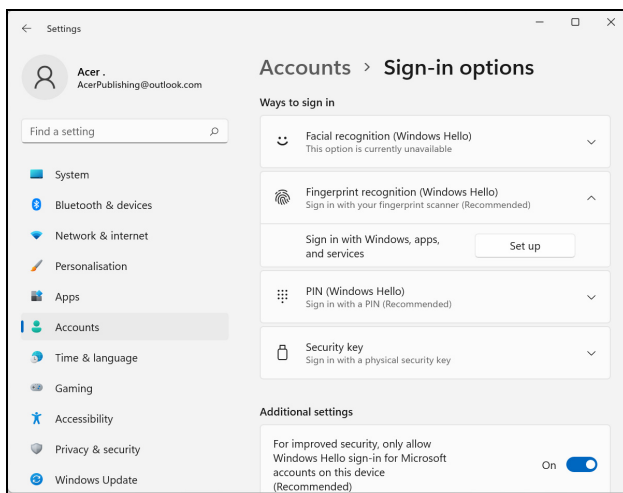 Settings
Acer .
AcerPublishing@outlook.com
Find a setting
System
Bluetooth & devices
Network & internet
Personalisation
Apps
Accounts
Time & language
Gaming
Accessibility
Privacy & security
Windows Update
Accounts > Sign-in options
Ways to sign in
Facial recognition (Windows Hello)
This option is currently unavailable
Fingerprint recognition (Windows Hello)
Sign in with your fingerprint scanner (Recommended)
Sign in with Windows, apps,
and services
Set up
PIN (Windows Hello)
Sign in with a PIN (Recommended)
Security key
Sign in with a physical security key
Additional settings
For improved security, only allow
Windows Hello sign-in for Microsoft
accounts on this device
(Recommended)
On